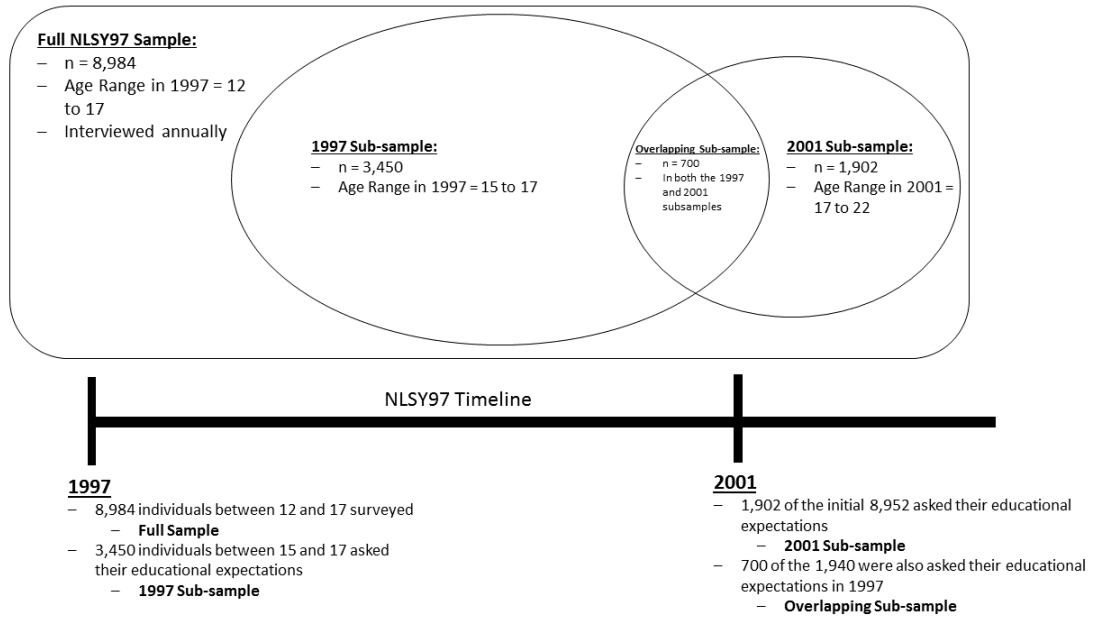 Full NLSY97 Sample:
– n = 8,984
– Age Range in 1997 = 12
to 17
– Interviewed annually
1997 Sub-sample:
– n = 3,450
– Age Range in 1997 = 15 to 17
Overlapping Sub-sample:
– n = 700
– In both the 1997
and 2001
subsamples
2001 Sub-sample:
– n = 1,902
– Age Range in 2001 =
17 to 22
NLSY97 Timeline
1997
– 8,984 individuals between 12 and 17 surveyed
– Full Sample
– 3,450 individuals between 15 and 17 asked
their educational expectations
– 1997 Sub-sample
2001
– 1,902 of the initial 8,952 asked their educational
expectations
– 2001 Sub-sample
– 700 of the 1,940 were also asked their educational
expectations in 1997
– Overlapping Sub-sample